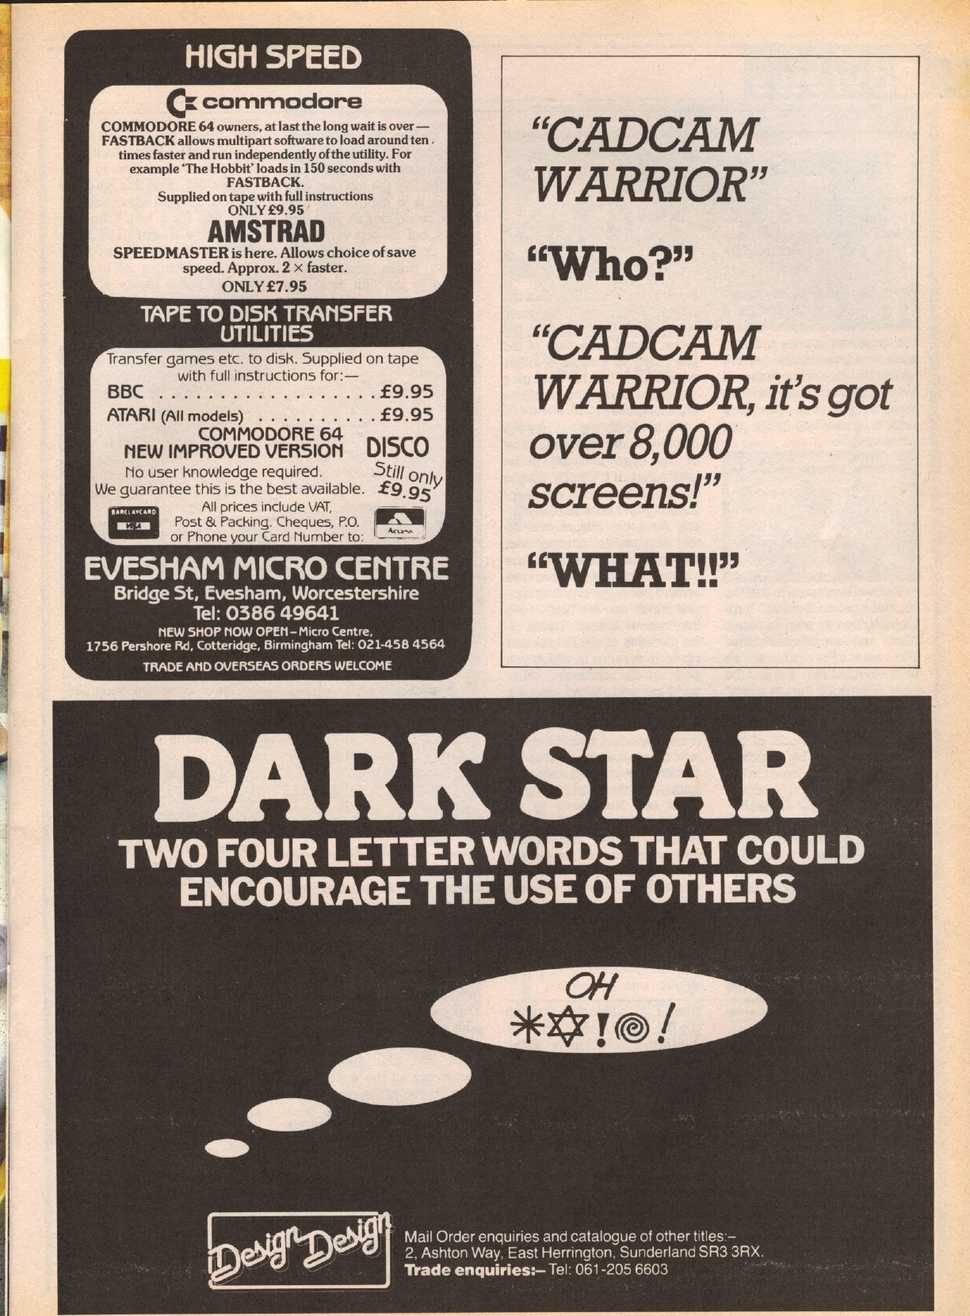 HIGH SPEED
commodore
COMMODORE 64 owners, at last the long wait is over —
FASTBACK allows multipart software to load around ten
times faster and run independently of the utility. For
example 'The Hobbit' loads in 150 seconds with
FASTBACK.
Supplied on tape with full instructions
ONLY £9.95
AMSTRAD
SPEEDMASTER is here. Allows choice of save
speed. Approx. 2 × faster.
ONLY £7.95
TAPE TO DISK TRANSFER
UTILITIES
Transfer games etc. to disk. Supplied on tape
with full instructions for:—
BBC . . . . . . . . . . . . . . . . . . £9.95
ATARI (All models) . . . . . . . . . . £9.95
COMMODORE 64
NEW IMPROVED VERSION DISCO
No user knowledge required. Still only
We guarantee this is the best available. £9.95
BARCLAYCARD
VISA
All prices include VAT,
Post & Packing. Cheques, P.O.
or Phone your Card Number to:
Access
EVESHAM MICRO CENTRE
Bridge St, Evesham, Worcestershire
Tel: 0386 49641
NEW SHOP NOW OPEN – Micro Centre,
1756 Pershore Rd, Cotteridge, Birmingham Tel: 021-458 4564
TRADE AND OVERSEAS ORDERS WELCOME
“CADCAM
WARRIOR”
“Who?”
“CADCAM
WARRIOR, it's got
over 8,000
screens!”
“WHAT!!”
DARK STAR
TWO FOUR LETTER WORDS THAT COULD
ENCOURAGE THE USE OF OTHERS
OH
*✡!@!
Design Design
Mail Order enquiries and catalogue of other titles:–
2, Ashton Way, East Herrington, Sunderland SR3 3RX.
Trade enquiries:– Tel: 061-205 6603